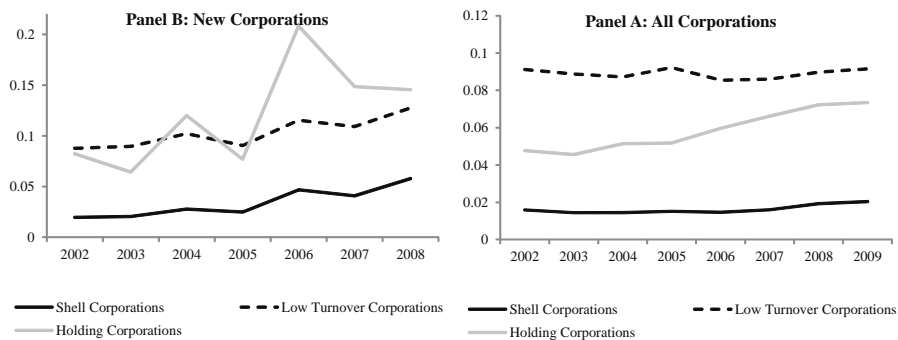 Panel B: New Corporations
0.2
0.15
0.1
0.05
0
2002 2003 2004 2005 2006 2007 2008
Shell Corporations Low Turnover Corporations
Holding Corporations
Panel A: All Corporations
0.12
0.1
0.08
0.06
0.04
0.02
0
2002 2003 2004 2005 2006 2007 2008 2009
Shell Corporations Low Turnover Corporations
Holding Corporations